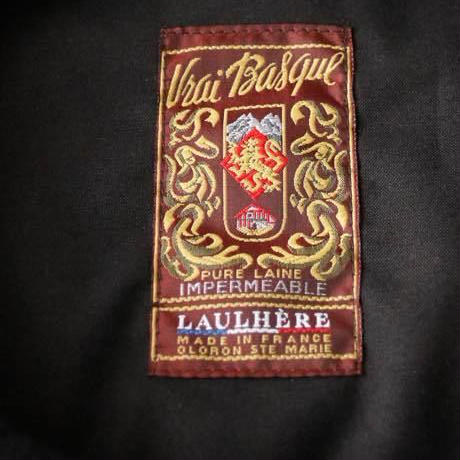 Vrai Basque
PURE LAINE
IMPERMEABLE
LAULHÈRE
MADE IN FRANCE
OLORON STE MARIE